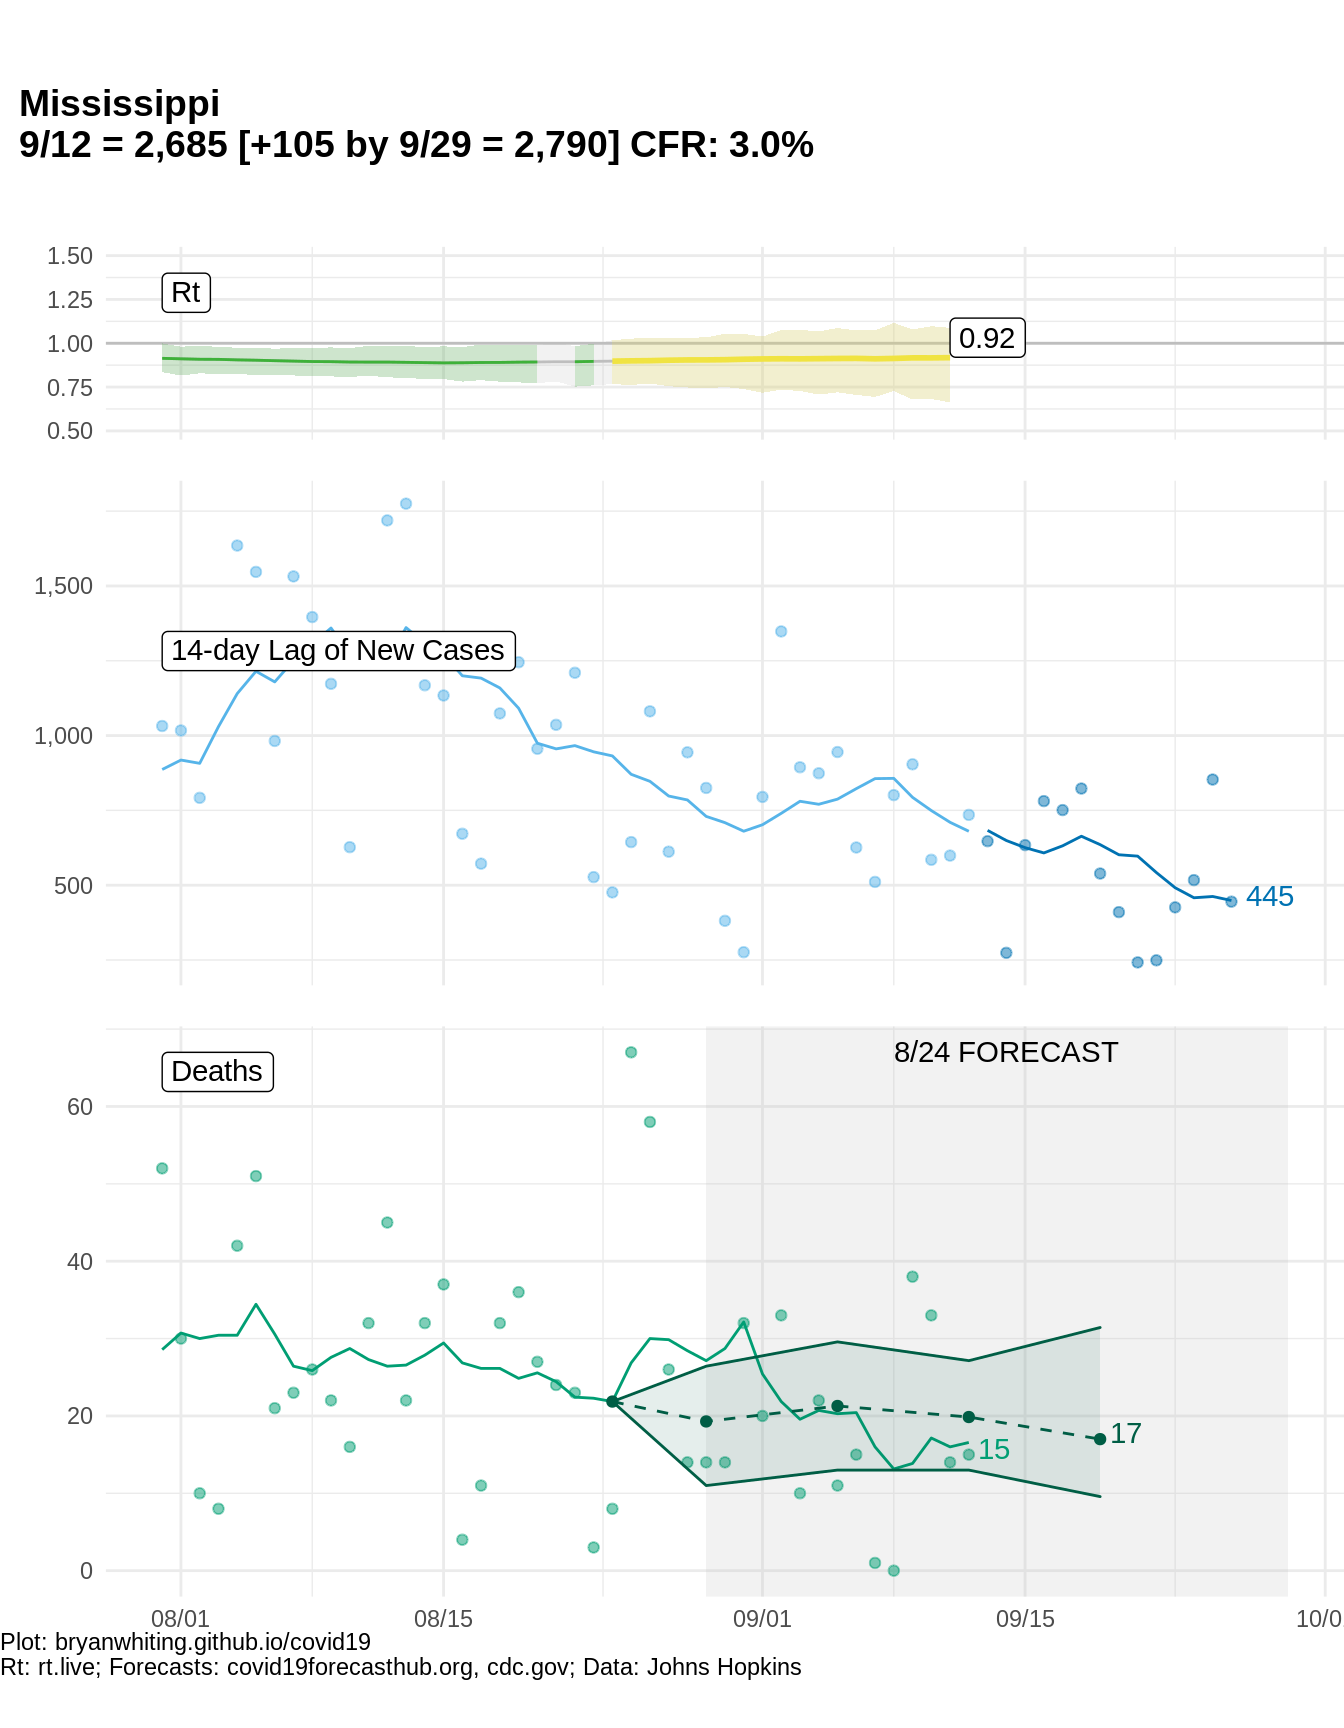 Mississippi
9/12 = 2,685 [+105 by 9/29 = 2,790] CFR: 3.0%
1.50
1.25
1.00
0.75
0.50
Rt
0.92
1,500
1,000
500
14-day Lag of New Cases
445
60
40
20
0
Deaths
8/24 FORECAST
15
17
08/01
08/15
09/01
09/15
10/0
Plot: bryanwhiting.github.io/covid19
Rt: rt.live; Forecasts: covid19forecasthub.org, cdc.gov; Data: Johns Hopkins